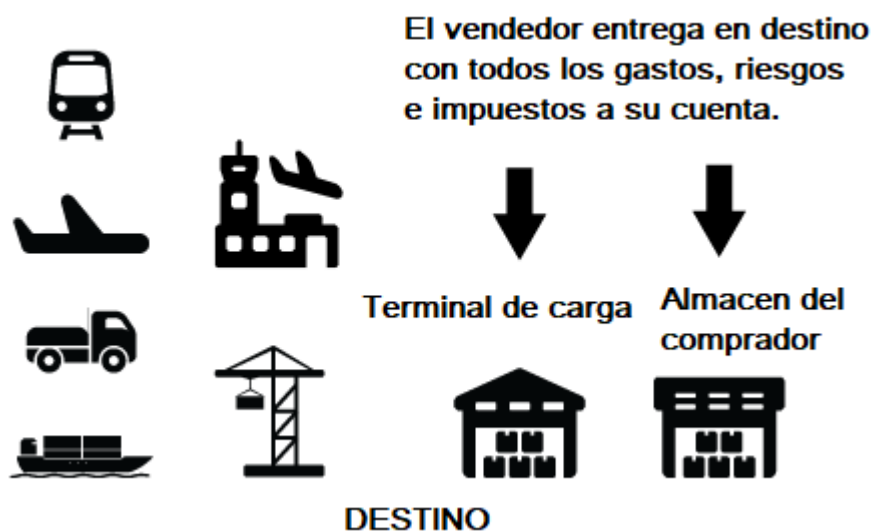 El vendedor entrega en destino
con todos los gastos, riesgos
e impuestos a su cuenta.
Terminal de carga
Almacen del
comprador
DESTINO